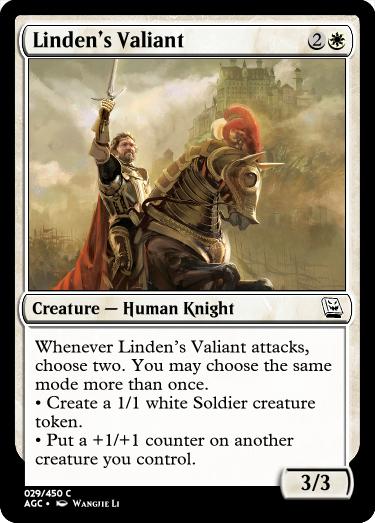 Linden's Valiant 2
Creature — Human Knight
Whenever Linden's Valiant attacks,
choose two. You may choose the same
mode more than once.
• Create a 1/1 white Soldier creature
token.
• Put a +1/+1 counter on another
creature you control.
3/3
029/450 C
AGC • Wangjie Li